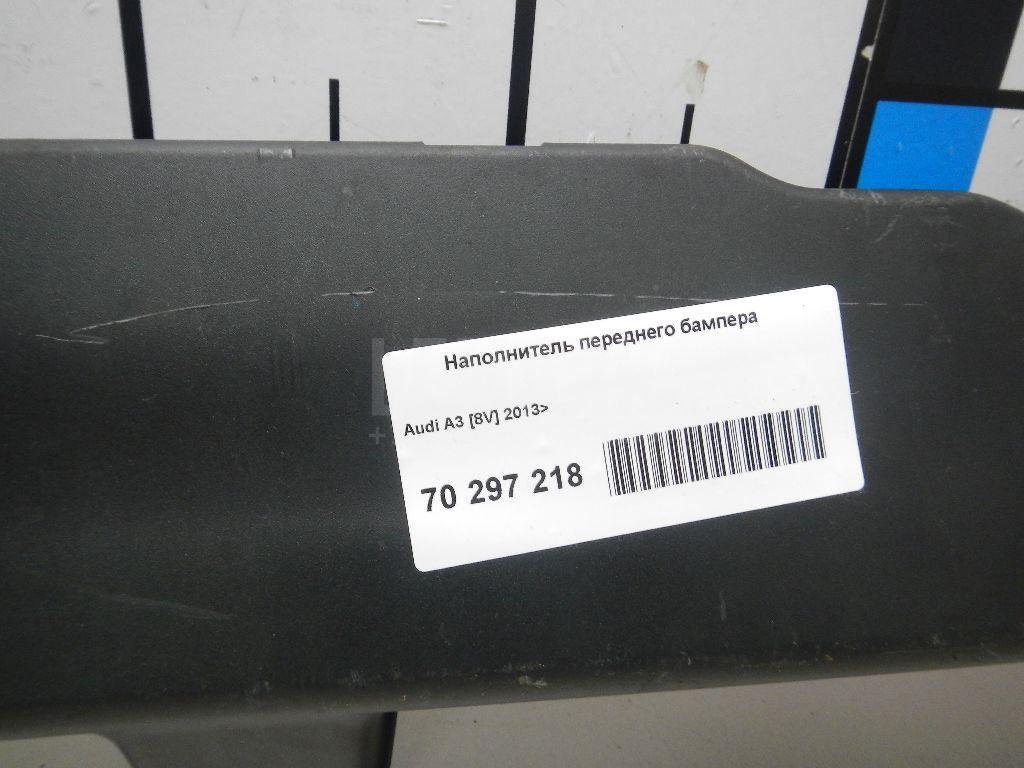 Наполнитель переднего бампера
Audi A3 [8V] 2013>
70 297 218